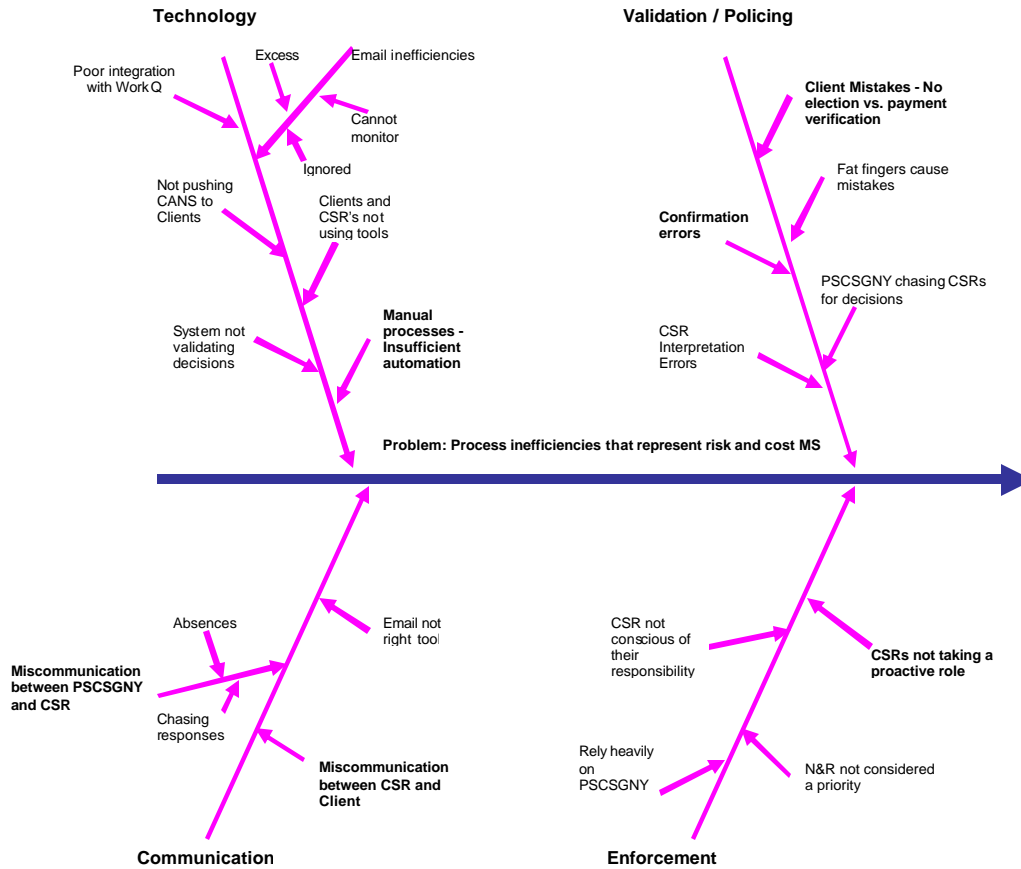 Technology
Validation / Policing
Poor integration
with WorkQ
Excess
Email inefficiencies
Cannot
monitor
Ignored
Not pushing
CANS to
Clients
Clients and
CSR's not
using tools
System not
validating
decisions
Manual
processes -
Insufficient
automation
Client Mistakes - No
election vs. payment
verification
Fat fingers cause
mistakes
Confirmation
errors
PSCSGNY chasing CSRs
for decisions
CSR
Interpretation
Errors
Problem: Process inefficiencies that represent risk and cost MS
Absences
Email not
right tool
Miscommunication
between PSCSGNY
and CSR
Chasing
responses
Miscommunication
between CSR and
Client
CSR not
conscious of
their
responsibility
CSRs not taking a
proactive role
Rely heavily
on
PSCSGNY
N&R not considered
a priority
Communication
Enforcement